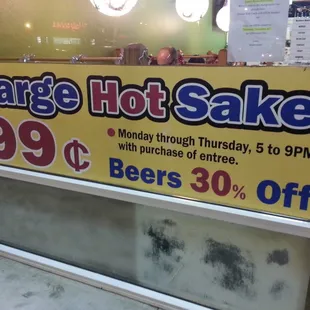 arge Hot Sake
99¢
Monday through Thursday, 5 to 9PM
with purchase of entree.
Beers 30% Off